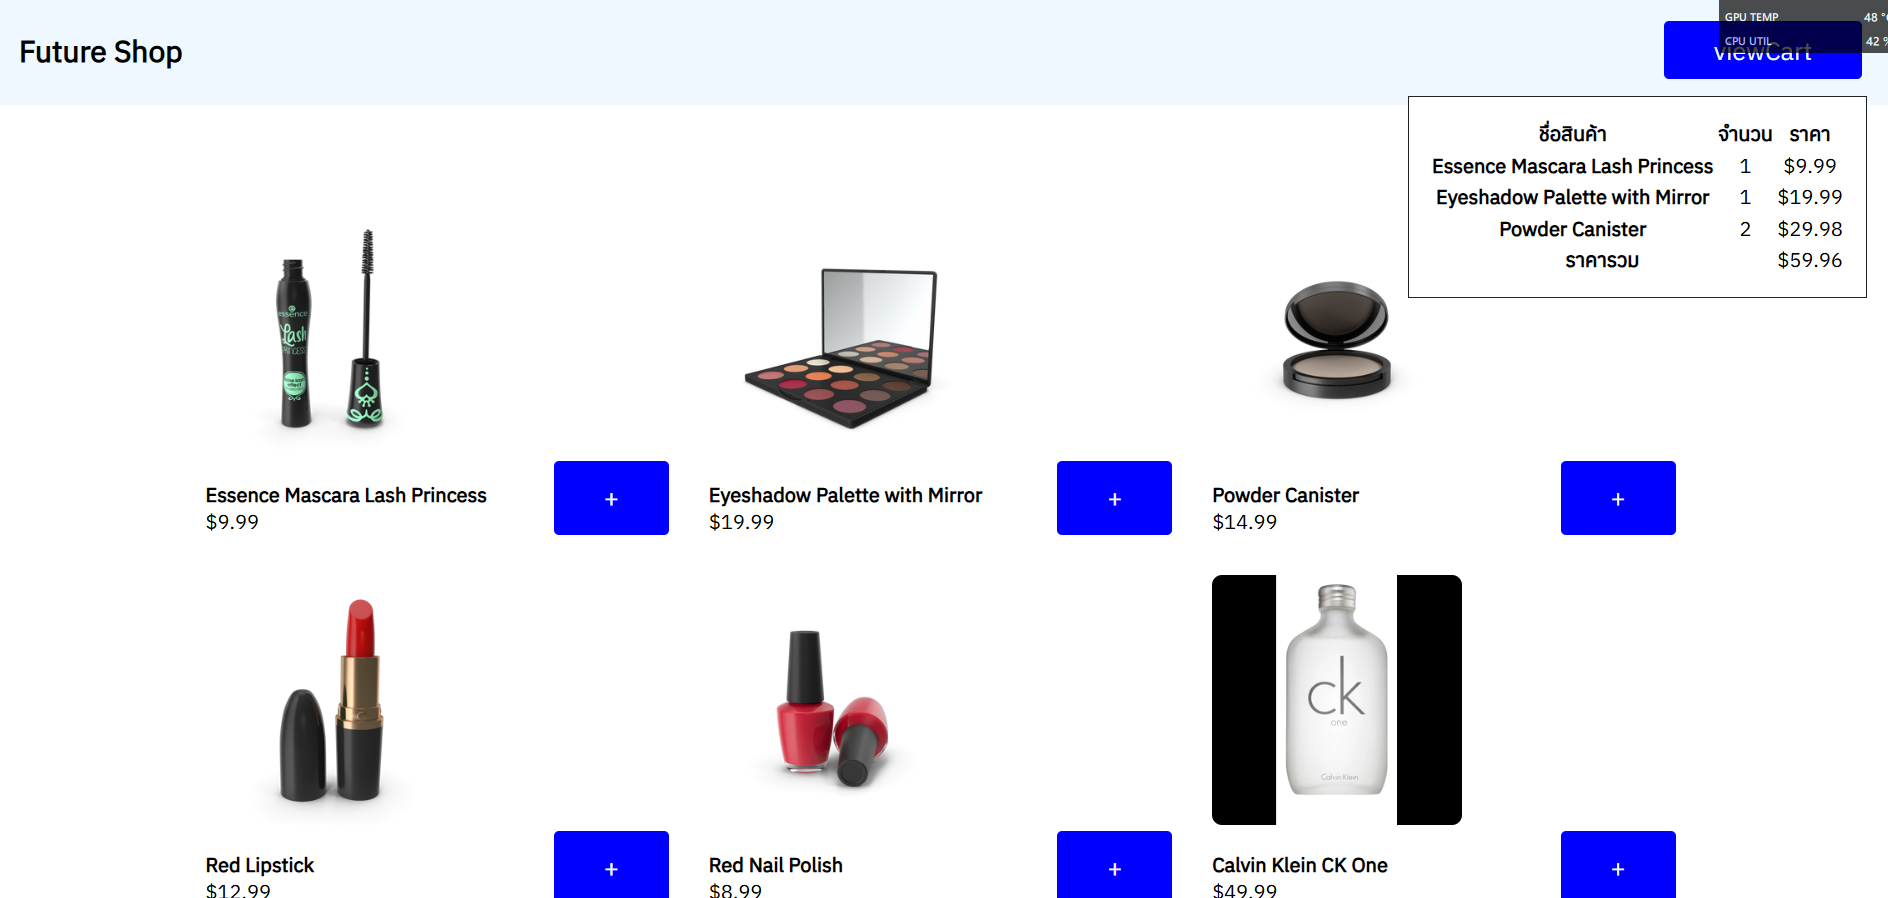 Future Shop
GPU TEMP 48 °
CPU UTIL 42 %
viewCart
ชื่อสินค้า จำนวน ราคา
Essence Mascara Lash Princess 1 $9.99
Eyeshadow Palette with Mirror 1 $19.99
Powder Canister 2 $29.98
ราคารวม $59.96
essence
Lash
PRINCESS
Essence Mascara Lash Princess
$9.99
+
Eyeshadow Palette with Mirror
$19.99
+
Powder Canister
$14.99
+
ck
one
Calvin Klein
Red Lipstick
$12.99
+
Red Nail Polish
$8.99
+
Calvin Klein CK One
$49.99
+